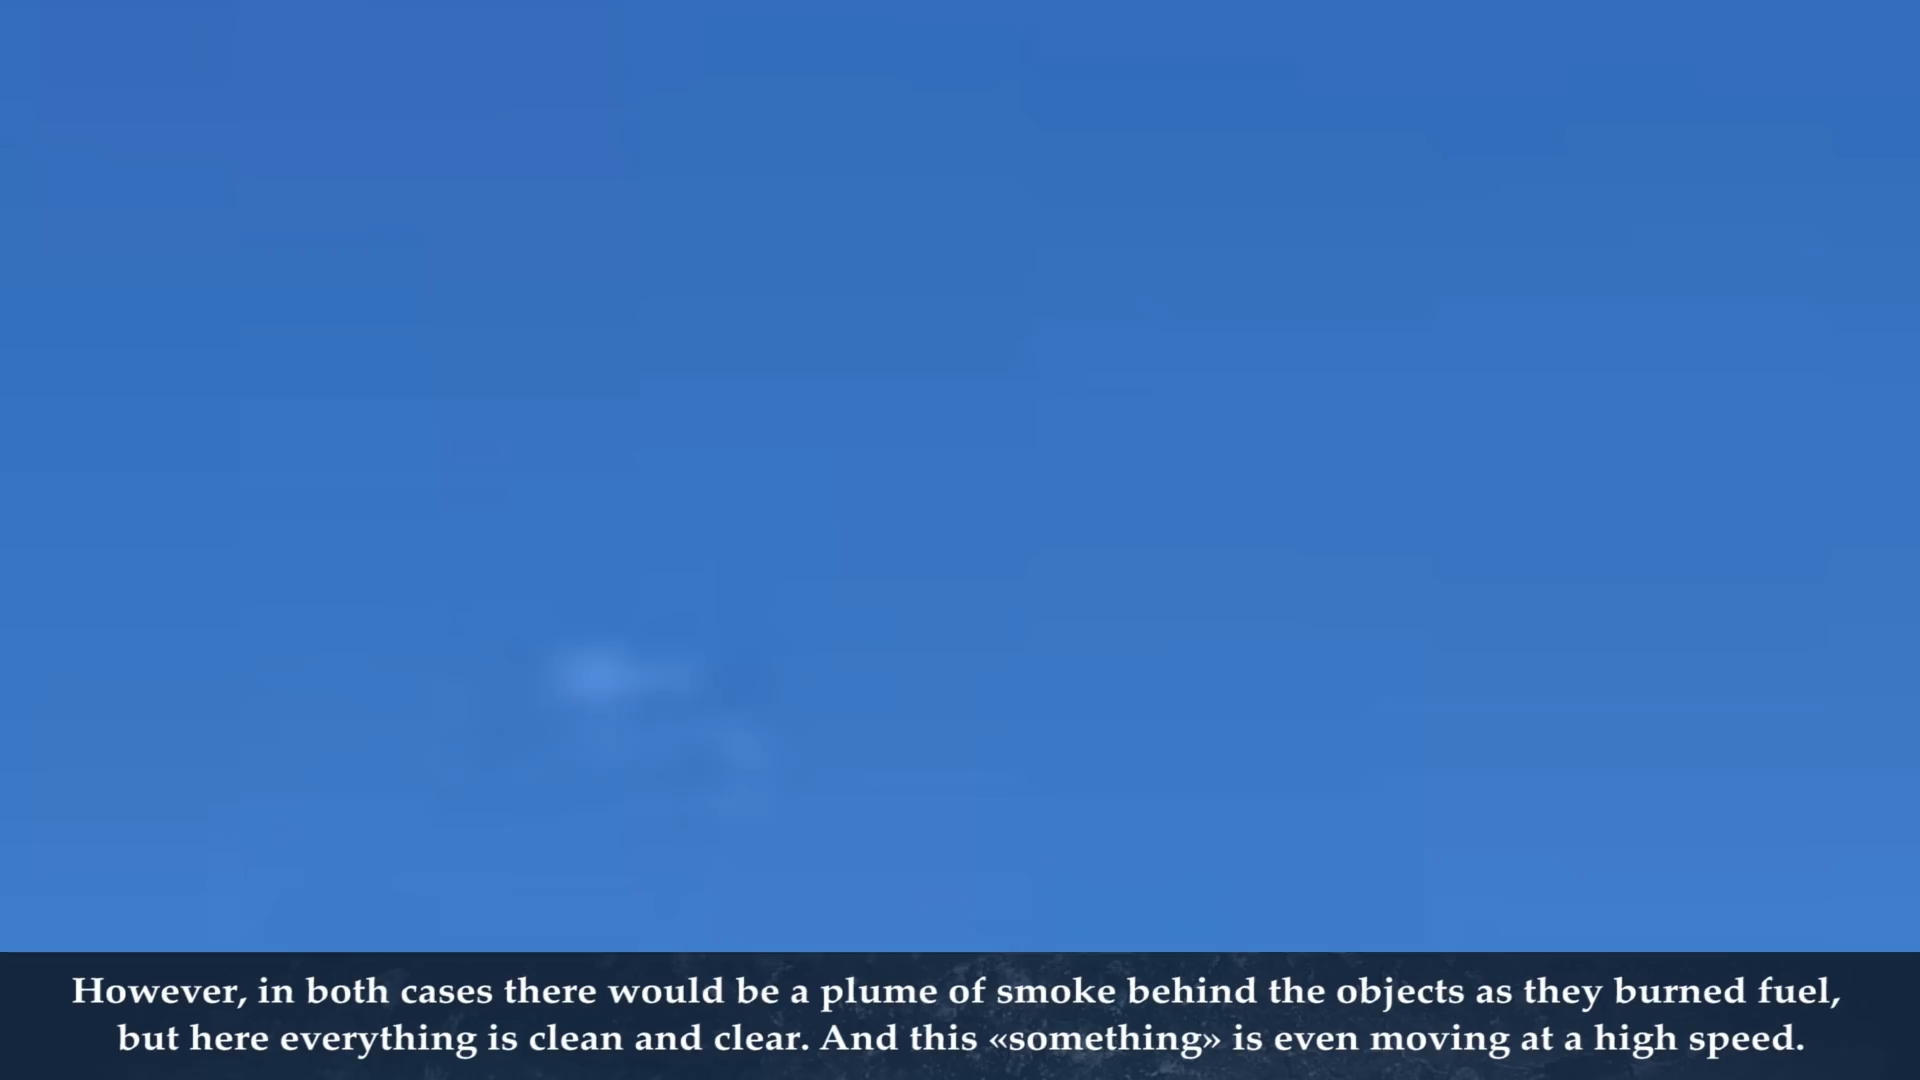 However, in both cases there would be a plume of smoke behind the objects as they burned fuel,
but here everything is clean and clear. And this «something» is even moving at a high speed.